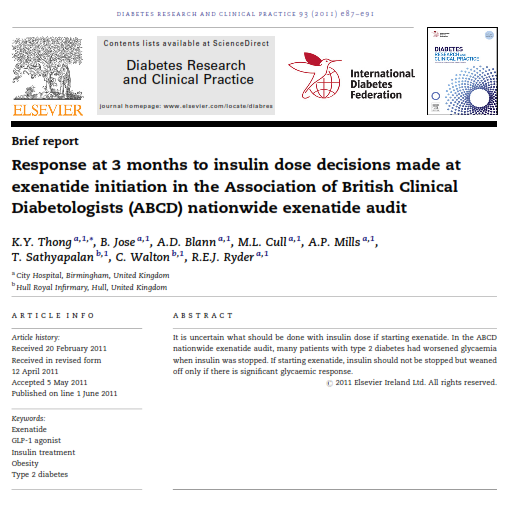 DIABETES RESEARCH AND CLINICAL PRACTICE 93 (2011) e87–e91
Contents lists available at ScienceDirect
Diabetes Research
and Clinical Practice
journal homepage: www.elsevier.com/locate/diabres
ELSEVIER
International
Diabetes
Federation
DIABETES
RESEARCH AND
CLINICAL PRACTICE
Brief report
Response at 3 months to insulin dose decisions made at
exenatide initiation in the Association of British Clinical
Diabetologists (ABCD) nationwide exenatide audit
K.Y. Thong a,1,*, B. Jose a,1, A.D. Blann a,1, M.L. Cull a,1, A.P. Mills a,1,
T. Sathyapalan b,1, C. Walton b,1, R.E.J. Ryder a,1
a City Hospital, Birmingham, United Kingdom
b Hull Royal Infirmary, Hull, United Kingdom
ARTICLE INFO
Article history:
Received 20 February 2011
Received in revised form
12 April 2011
Accepted 5 May 2011
Published on line 1 June 2011
Keywords:
Exenatide
GLP-1 agonist
Insulin treatment
Obesity
Type 2 diabetes
ABSTRACT
It is uncertain what should be done with insulin dose if starting exenatide. In the ABCD
nationwide exenatide audit, many patients with type 2 diabetes had worsened glycaemia
when insulin was stopped. If starting exenatide, insulin should not be stopped but weaned
off only if there is significant glycaemic response.
© 2011 Elsevier Ireland Ltd. All rights reserved.